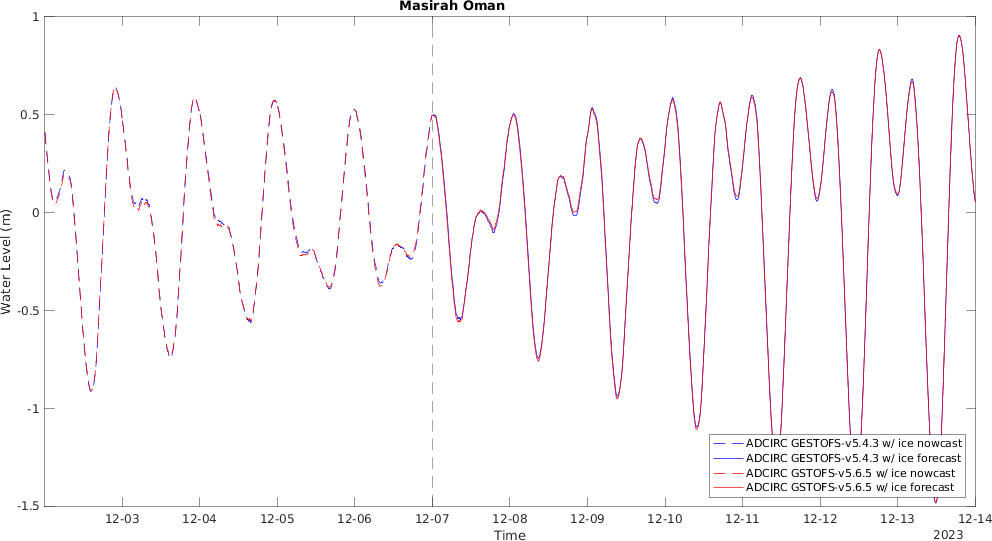 Masirah Oman
1
0.5
0
-0.5
-1
-1.5
Water Level (m)
ADCIRC GESTOFS-v5.4.3 w/ ice nowcast
ADCIRC GESTOFS-v5.4.3 w/ ice forecast
ADCIRC GSTOFS-v5.6.5 w/ ice nowcast
ADCIRC GSTOFS-v5.6.5 w/ ice forecast
12-03 12-04 12-05 12-06 12-07 12-08 12-09 12-10 12-11 12-12 12-13 12-14
Time
2023